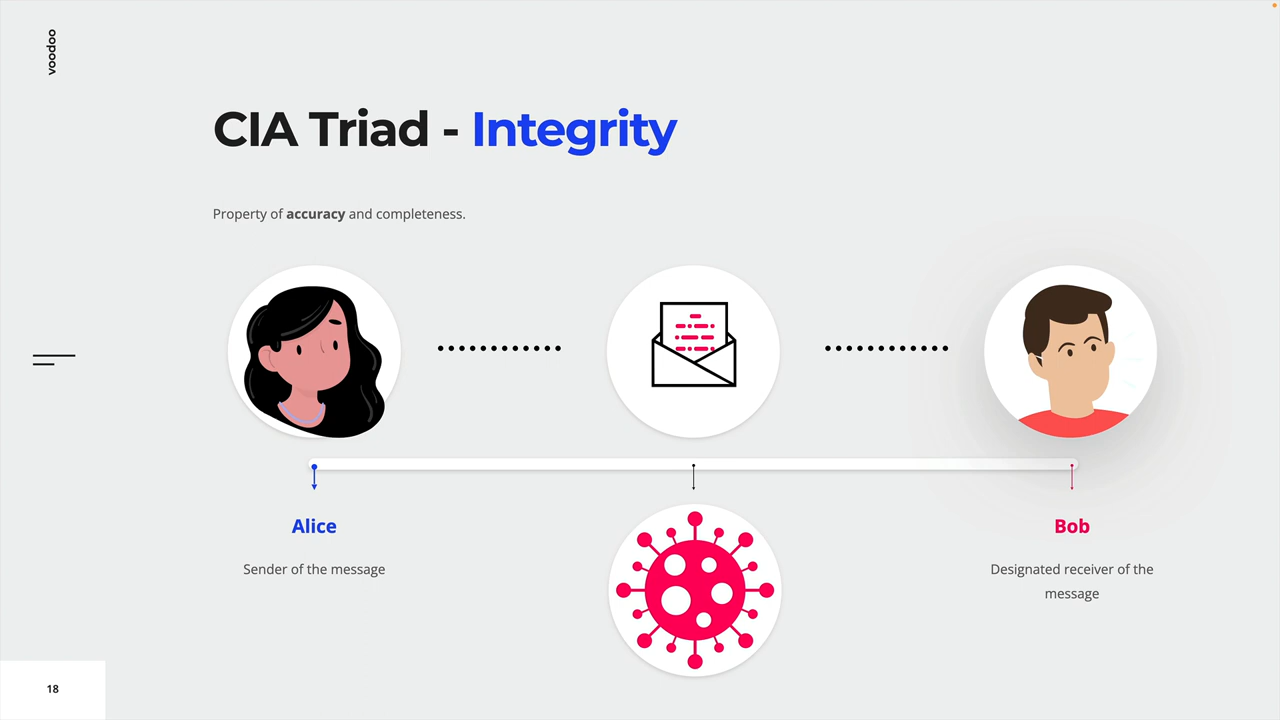 voodoo
CIA Triad - Integrity
Property of accuracy and completeness.
Alice
Sender of the message
Bob
Designated receiver of the
message
18